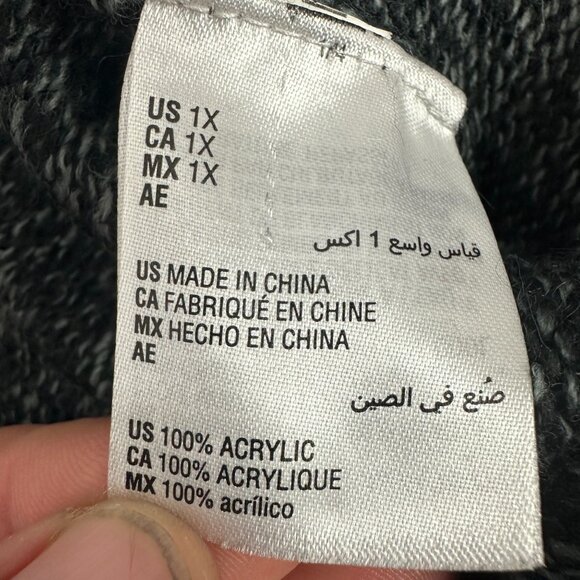 US 1X
CA 1X
MX 1X
AE
قياس واسع 1 اكس
US MADE IN CHINA
CA FABRIQUÉ EN CHINE
MX HECHO EN CHINA
AE
صُنع في الصين
US 100% ACRYLIC
CA 100% ACRYLIQUE
MX 100% acrílico